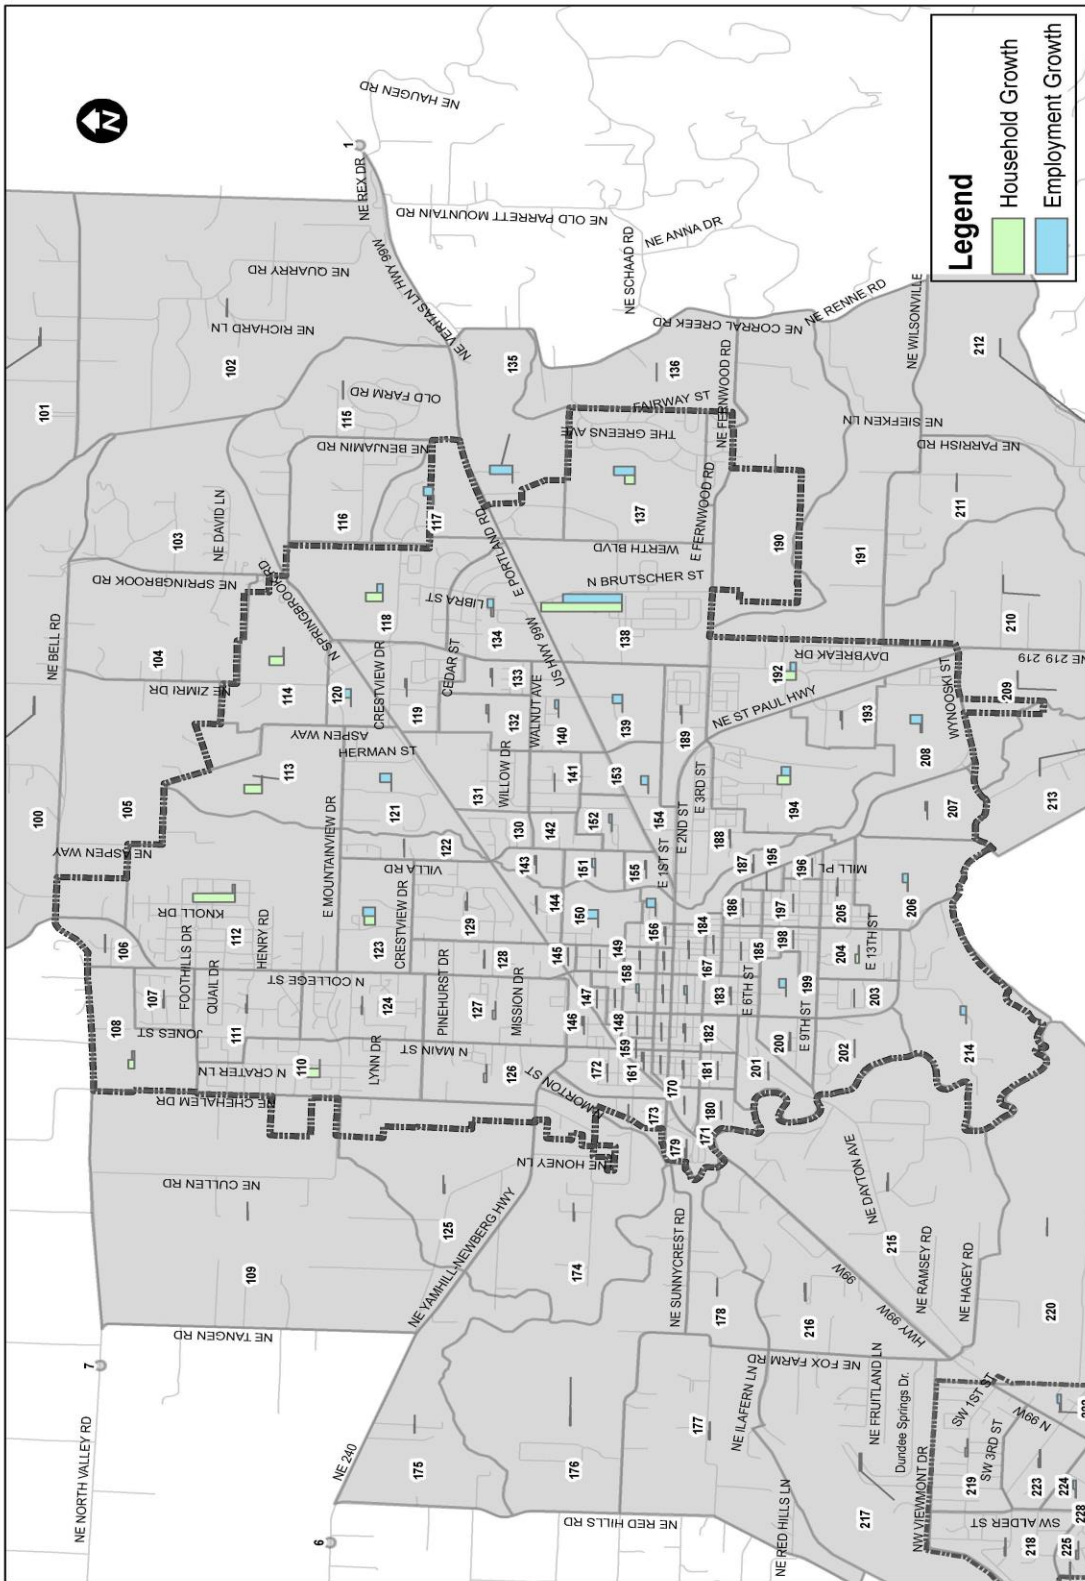 NE HAUGEN RD
N
1
NE REX DR
NE VERITAS LN HWY 99W
NE OLD PARRETT MOUNTAIN RD
NE SCHAAD RD
NE ANNA DR
NE CORRAL CREEK RD
NE RENNE RD
NE WILSONVILLE
Legend
Household Growth
Employment Growth
101
102
NE QUARRY RD
NE RICHARD LN
115
OLD FARM RD
135
136
FAIRWAY ST
NE FERNWOOD RD
212
NE SIEFKEN LN
NE PARRISH RD
211
NE BENJAMIN RD
THE GREENS AVE
103
NE DAVID LN
116
117
E PORTLAND RD
137
WERTH BLVD
E FERNWOOD RD
190
191
NE SPRINGBROOK RD
N SPRINGBROOK RD
NE BELL RD
104
NE ZIMRI DR
114
118
LIBRA ST
134
N BRUTSCHER ST
138
US HWY 99W
DAYBREAK DR
192
210
NE 219 219
209
120
CRESTVIEW DR
119
CEDAR ST
133
132
WALNUT AVE
140
139
189
NE ST PAUL HWY
193
WYNOOSKI ST
208
ASPEN WAY
HERMAN ST
100
105
113
121
131
WILLOW DR
141
153
E 3RD ST
194
207
213
NE ASPEN WAY
E MOUNTAINVIEW DR
122
VILLA RD
130
142
152
154
E 2ND ST
E 1ST ST
188
143
151
155
187
195
196
MILL PL
106
KNOLL DR
112
HENRY RD
123
CRESTVIEW DR
129
144
150
156
186
197
205
206
107
FOOTHILLS DR
QUAIL DR
N COLLEGE ST
PINEHURST DR
128
145
149
158
184
167
185
198
204
E 13TH ST
108
JONES ST
111
124
127
MISSION DR
147
146
148
183
E 6TH ST
199
203
110
N CRATER LN
LYNN DR
N MAIN ST
126
172
159
161
182
181
200
E 9TH ST
201
202
214
NE CHEHALEM DR
N MORTON ST
173
170
171
180
179
NE HONEY LN
NE CULLEN RD
109
125
NE YAMHILL-NEWBERG HWY
174
NE SUNNYCREST RD
178
216
99W
HWY 99W
NE DAYTON AVE
215
NE RAMSEY RD
NE HAGEY RD
220
NE TANGEN RD
7
NE NORTH VALLEY RD
6
NE 240
175
176
177
NE RED HILLS RD
NE RED HILLS LN
NE ILAFERN LN
NE FOX FARM RD
NE FRUITLAND LN
Dundee Springs Dr.
217
NW VIEWMONT DR
SW 1ST ST
N 99W
SW 3RD ST
219
223
224
SW ALDER ST
218
225
228